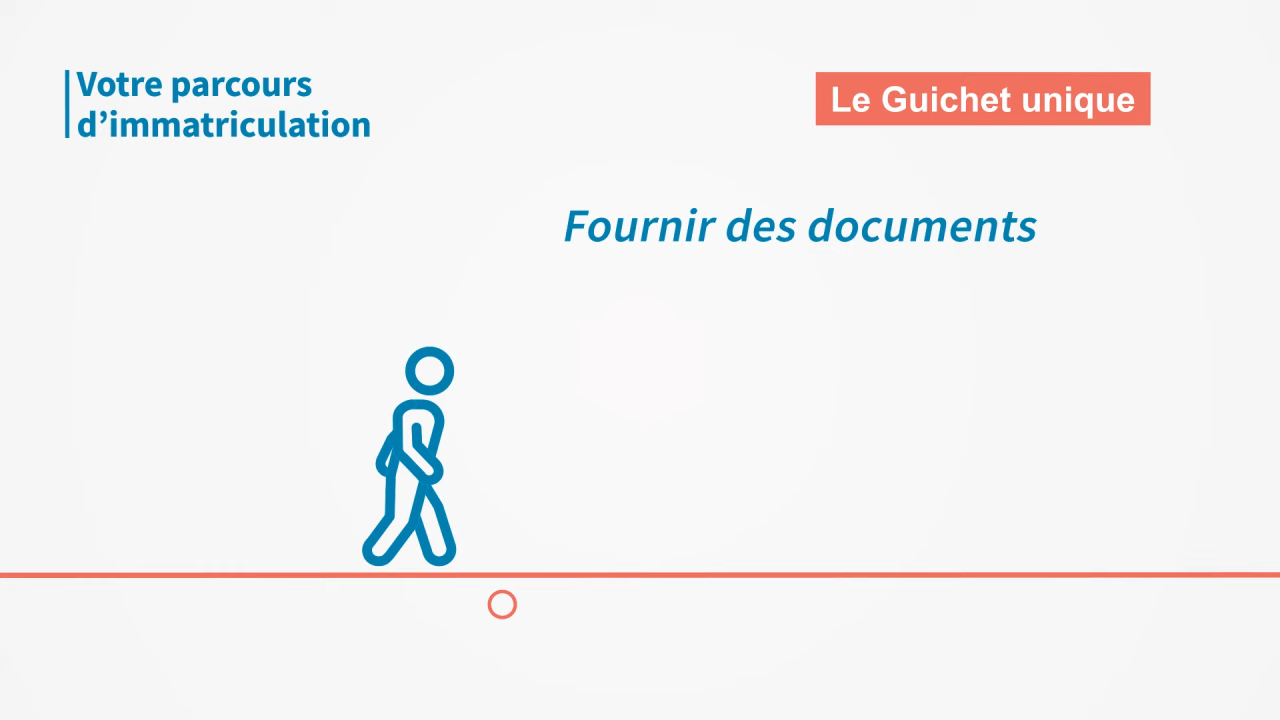 Votre parcours
d’immatriculation
Le Guichet unique
Fournir des documents